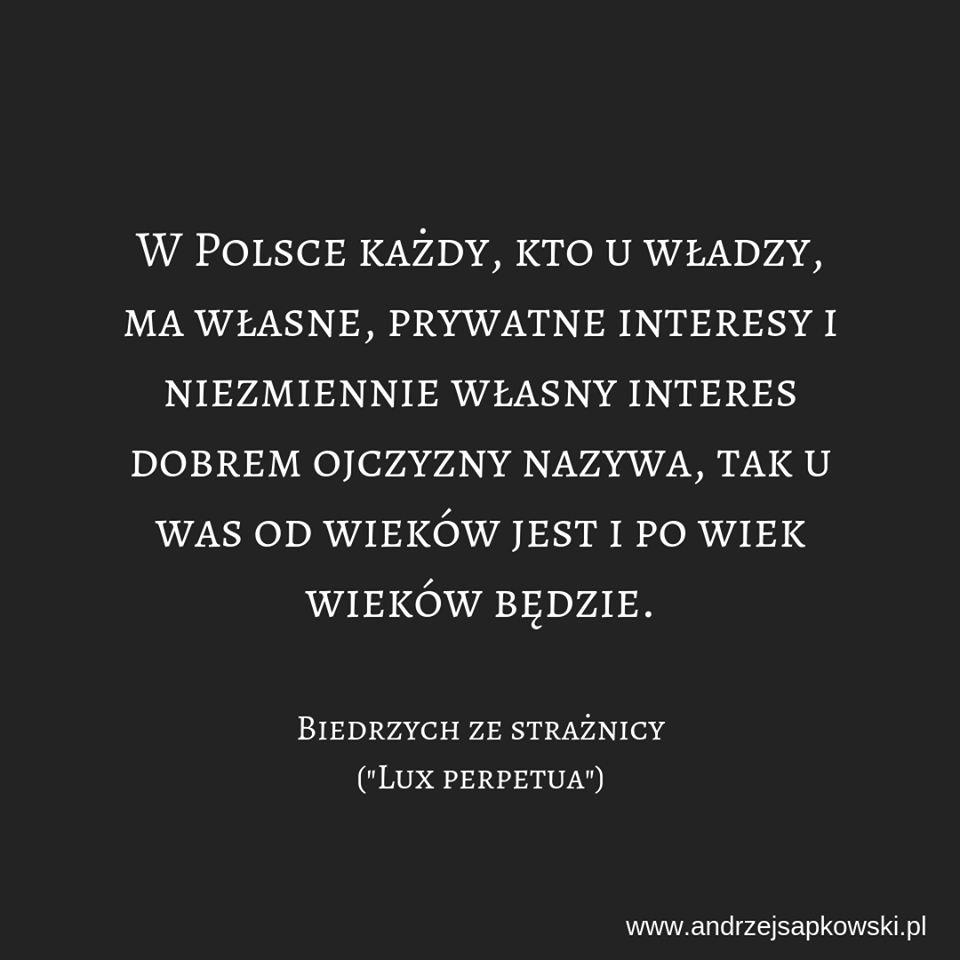 W Polsce każdy, kto u władzy,
ma własne, prywatne interesy i
niezmiennie własny interes
dobrem ojczyzny nazywa, tak u
was od wieków jest i po wiek
wieków będzie.
Biedrzych ze strażnicy
("Lux perpetua")
www.andrzejsapkowski.pl